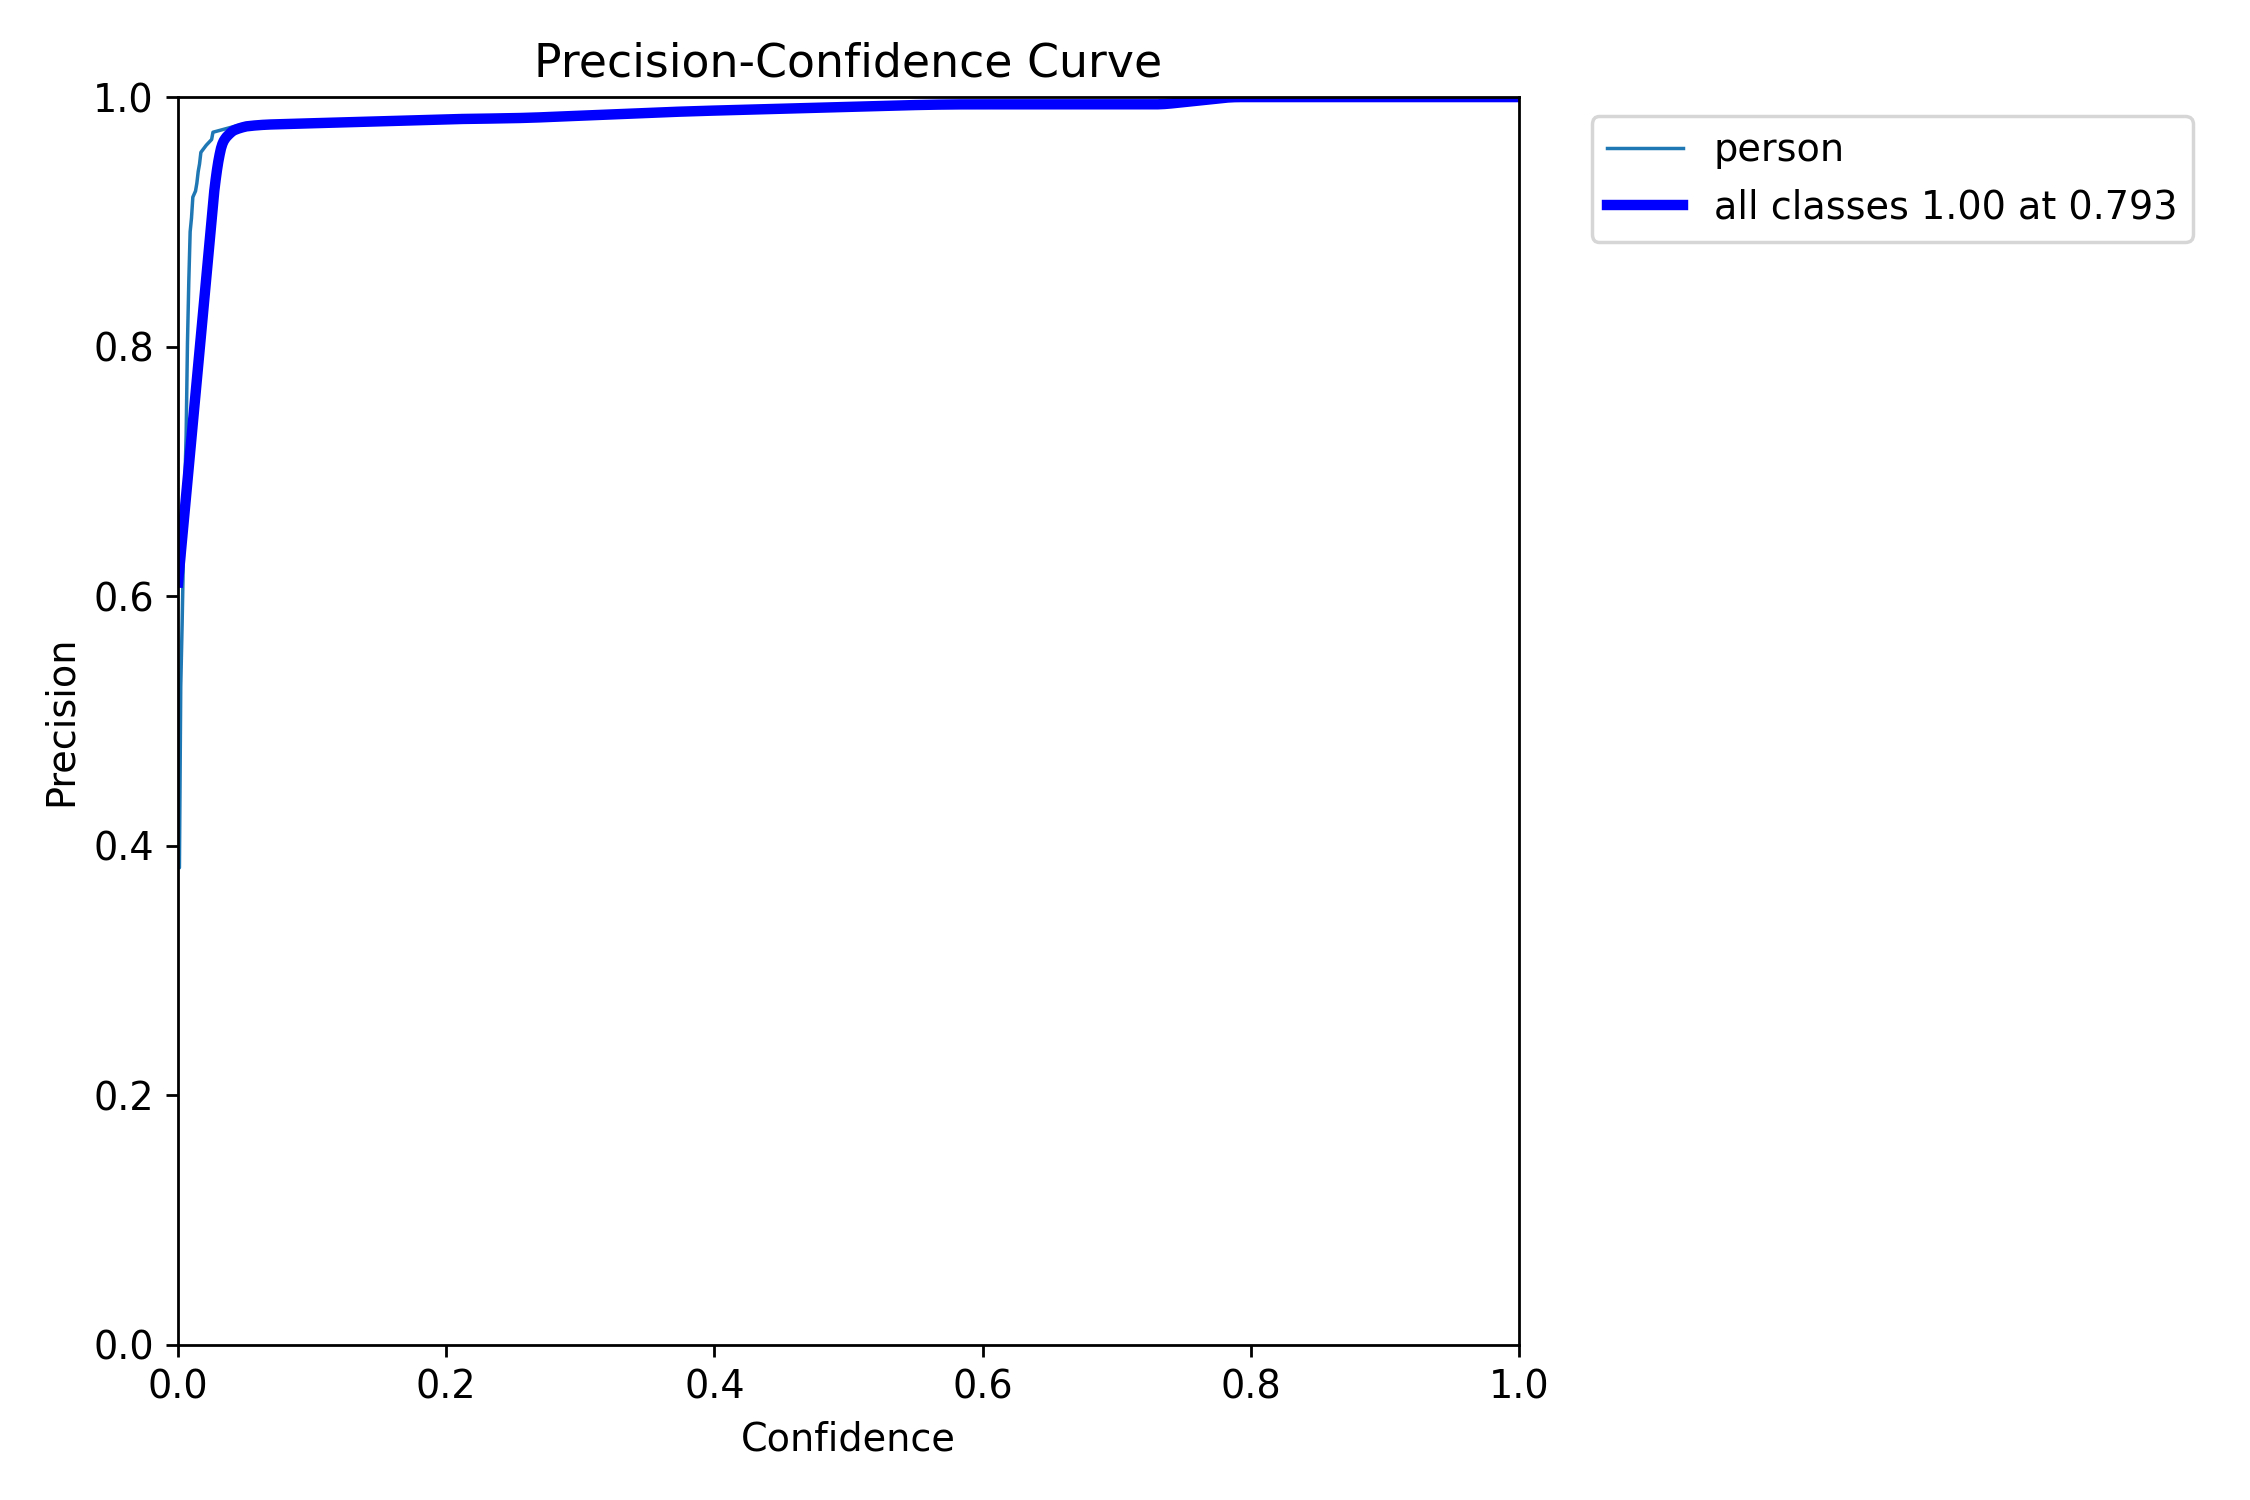 Precision-Confidence Curve
1.0
0.8
0.6
0.4
0.2
0.0
Precision
0.0 0.2 0.4 0.6 0.8 1.0
Confidence
person
all classes 1.00 at 0.793